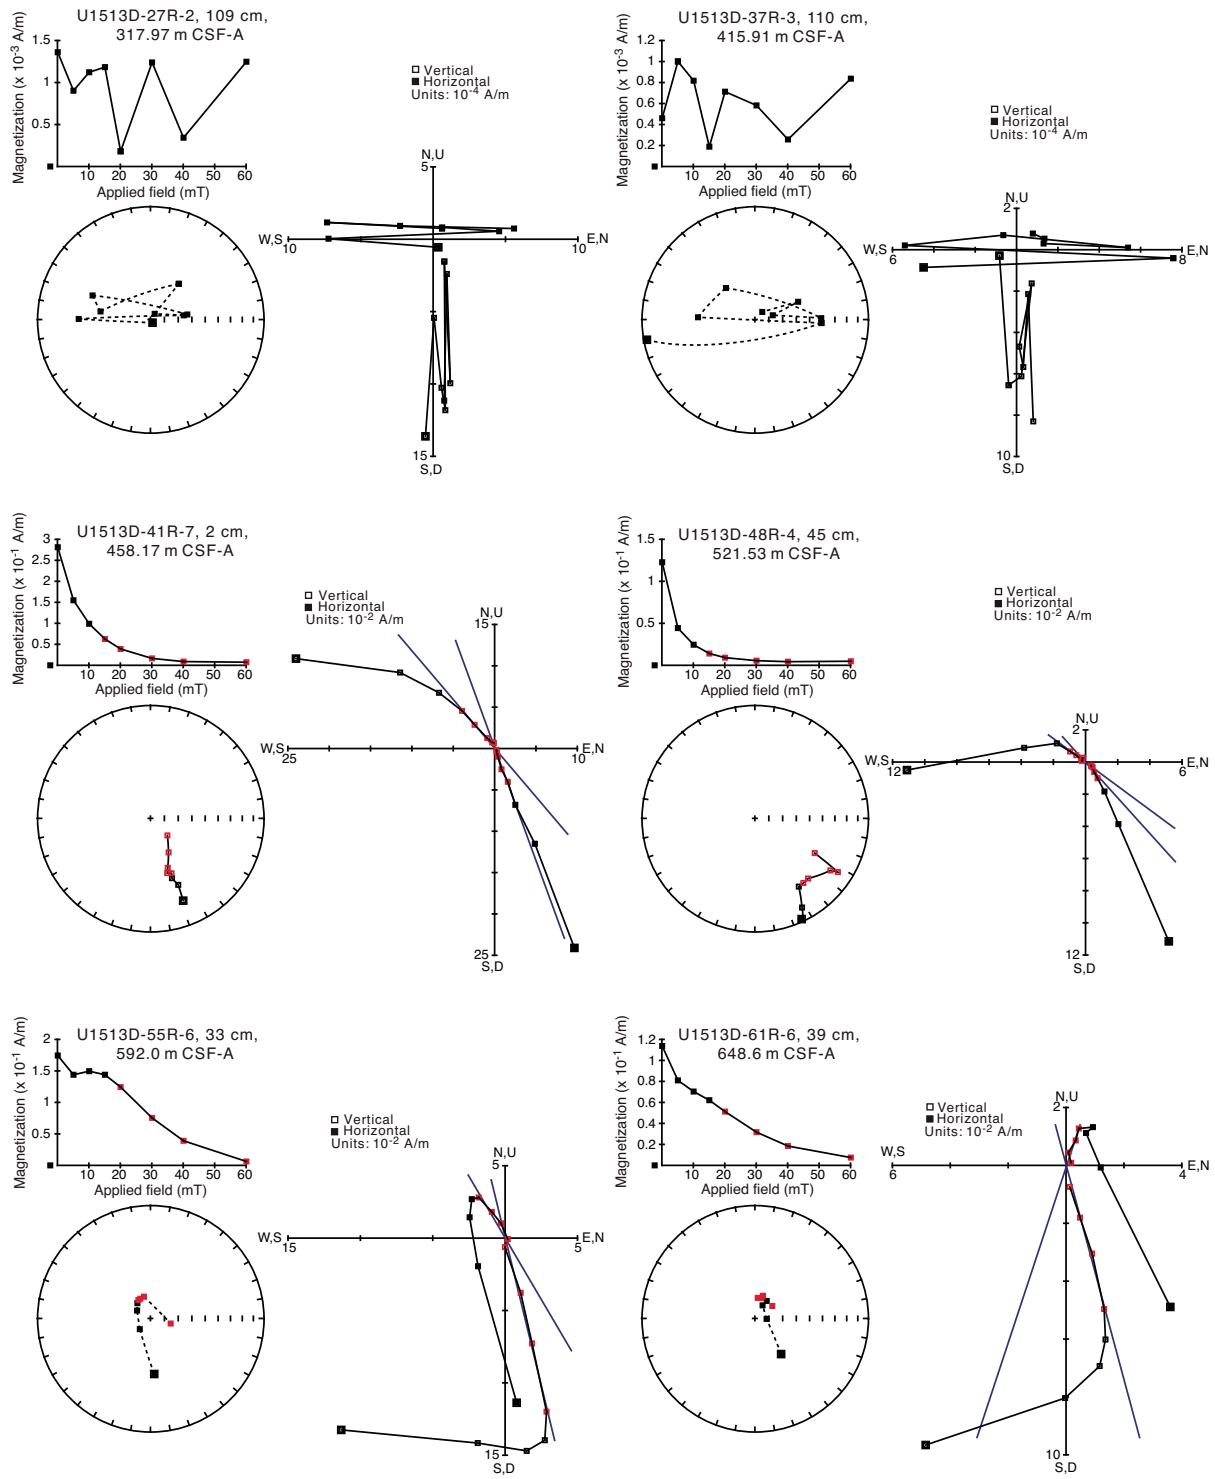 U1513D-27R-2, 109 cm,
317.97 m CSF-A
Magnetization (x 10⁻³ A/m)
1.5
1
0.5
0 10 20 30 40 50 60
Applied field (mT)
Vertical
Horizontal
Units: 10⁻⁴ A/m
N,U
5
W,S
10
10
E,N
15
S,D
U1513D-37R-3, 110 cm,
415.91 m CSF-A
Magnetization (x 10⁻³ A/m)
1.2
1
0.8
0.6
0.4
0.2
0 10 20 30 40 50 60
Applied field (mT)
Vertical
Horizontal
Units: 10⁻⁴ A/m
N,U
2
W,S
6
8
E,N
10
S,D
U1513D-41R-7, 2 cm,
458.17 m CSF-A
Magnetization (x 10⁻¹ A/m)
3
2.5
2
1.5
1
0.5
10 20 30 40 50 60
Applied field (mT)
Vertical
Horizontal
Units: 10⁻² A/m
N,U
15
W,S
25
10
E,N
25
S,D
U1513D-48R-4, 45 cm,
521.53 m CSF-A
Magnetization (x 10⁻¹ A/m)
1.5
1
0.5
10 20 30 40 50 60
Applied field (mT)
Vertical
Horizontal
Units: 10⁻² A/m
N,U
2
W,S
12
6
E,N
12
S,D
U1513D-55R-6, 33 cm,
592.0 m CSF-A
Magnetization (x 10⁻¹ A/m)
2
1.5
1
0.5
10 20 30 40 50 60
Applied field (mT)
Vertical
Horizontal
Units: 10⁻² A/m
N,U
5
W,S
15
5
E,N
15
S,D
U1513D-61R-6, 39 cm,
648.6 m CSF-A
Magnetization (x 10⁻¹ A/m)
1.2
1
0.8
0.6
0.4
0.2
10 20 30 40 50 60
Applied field (mT)
Vertical
Horizontal
Units: 10⁻² A/m
N,U
2
W,S
6
4
E,N
10
S,D